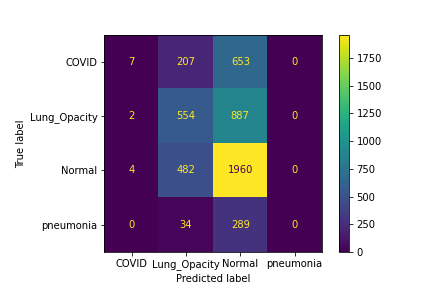 COVID 7 207 653 0
Lung_Opacity 2 554 887 0
Normal 4 482 1960 0
pneumonia 0 34 289 0
COVID Lung_Opacity Normal pneumonia
Predicted label
True label
1750
1500
1250
1000
750
500
250
0